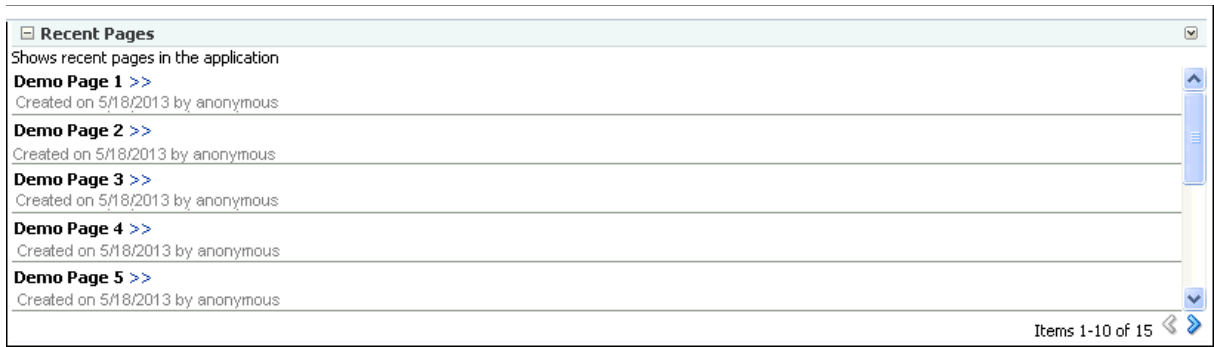 Recent Pages
Shows recent pages in the application
Demo Page 1 >>
Created on 5/18/2013 by anonymous
Demo Page 2 >>
Created on 5/18/2013 by anonymous
Demo Page 3 >>
Created on 5/18/2013 by anonymous
Demo Page 4 >>
Created on 5/18/2013 by anonymous
Demo Page 5 >>
Created on 5/18/2013 by anonymous
Items 1-10 of 15